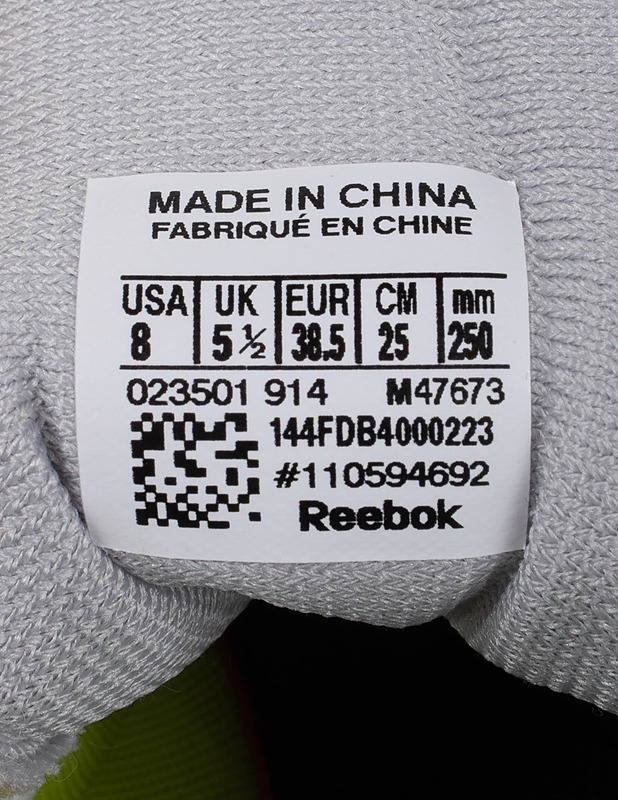 MADE IN CHINA
FABRIQUÉ EN CHINE
USA UK EUR CM mm
8 5 ½ 38.5 25 250
023501 914 M47673
144FDB4000223
#110594692
Reebok